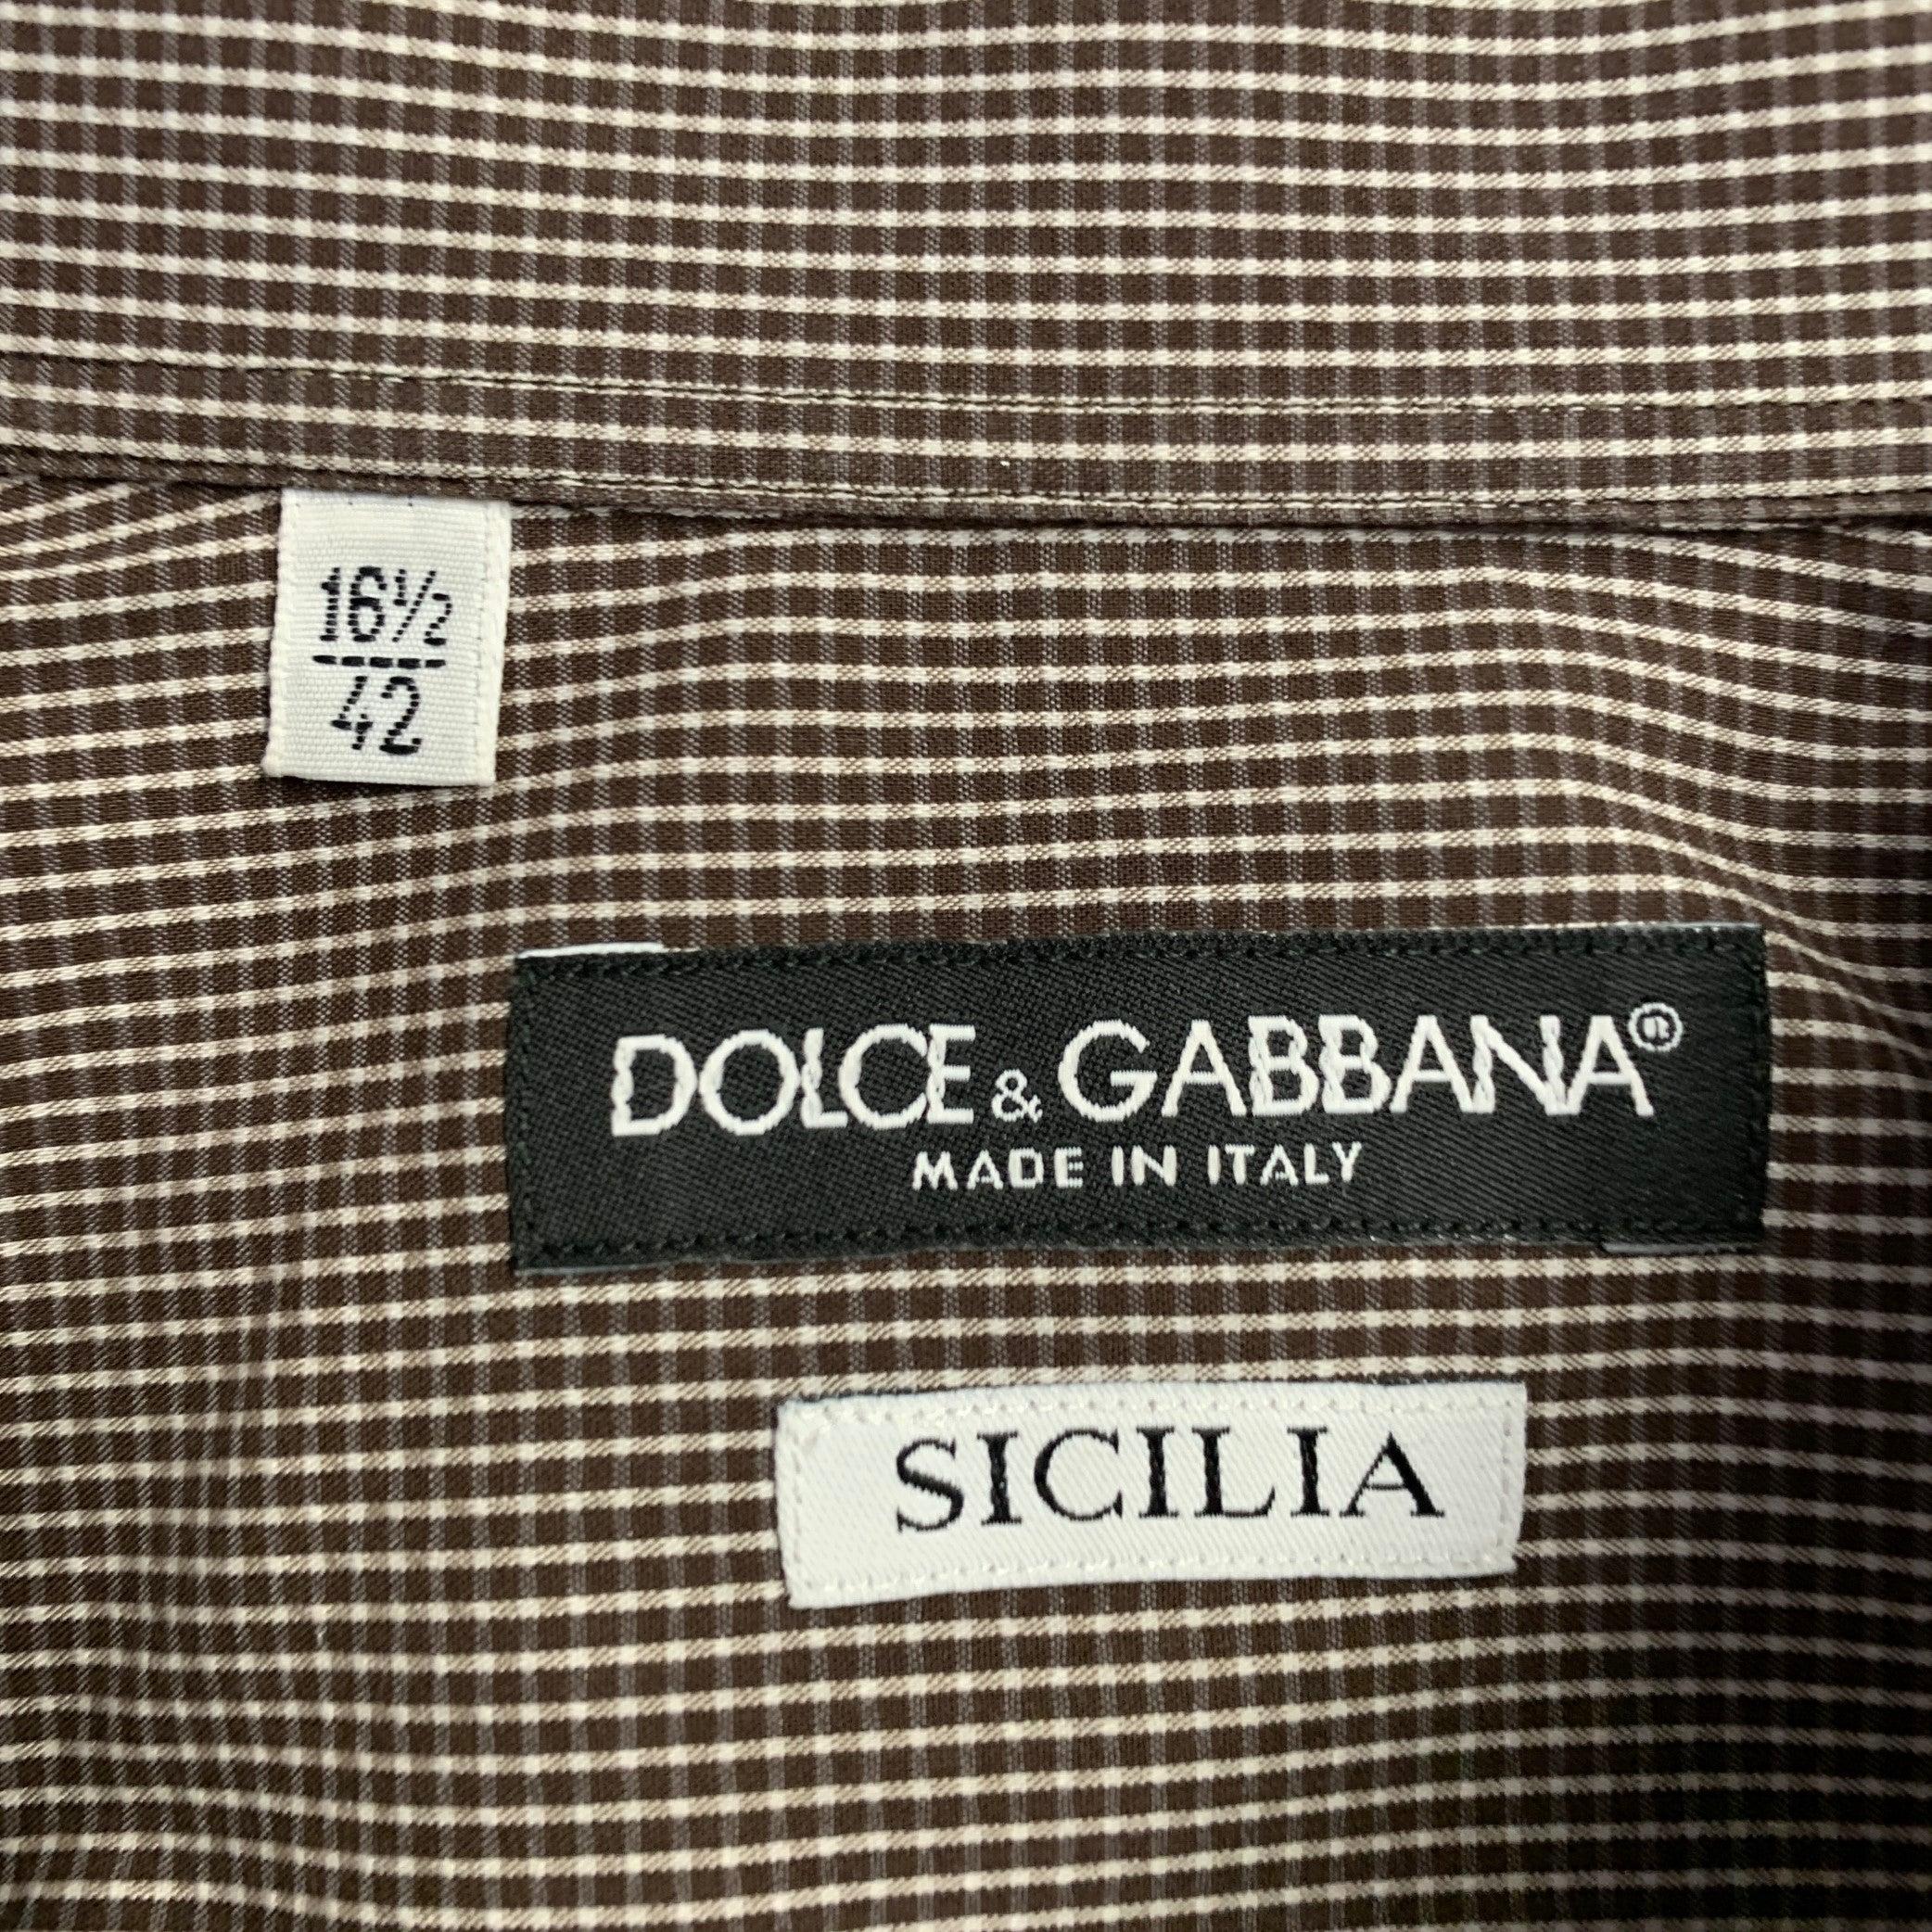 16½
42
DOLCE & GABBANA®
MADE IN ITALY
SICILIA